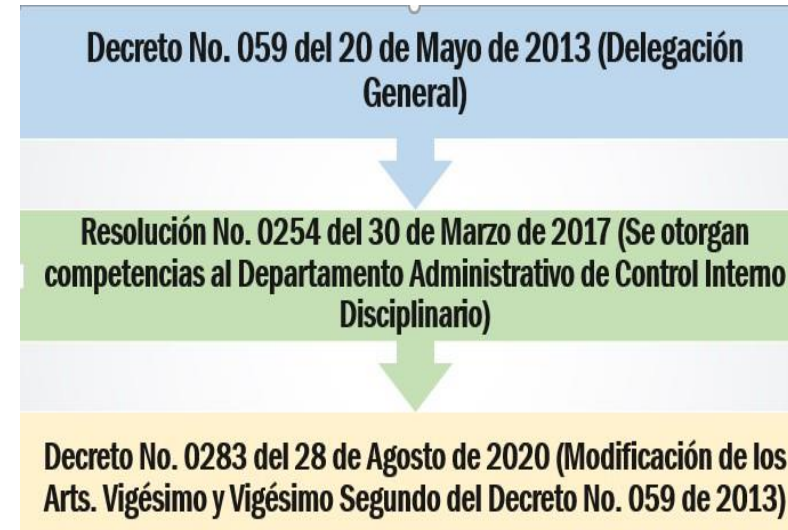 Decreto No. 059 del 20 de Mayo de 2013 (Delegación
General)
Resolución No. 0254 del 30 de Marzo de 2017 (Se otorgan
competencias al Departamento Administrativo de Control Interno
Disciplinario)
Decreto No. 0283 del 28 de Agosto de 2020 (Modificación de los
Arts. Vigésimo y Vigésimo Segundo del Decreto No. 059 de 2013)